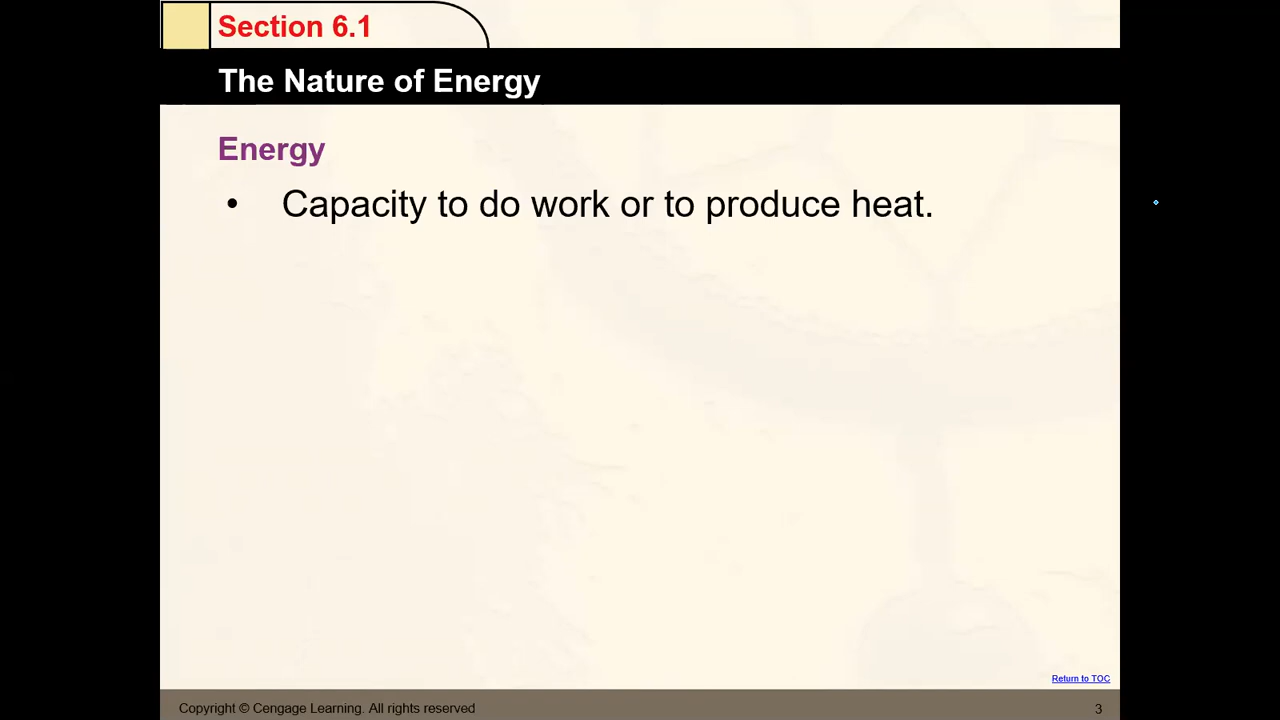 Section 6.1
The Nature of Energy
Energy
• Capacity to do work or to produce heat.
Return to TOC
Copyright © Cengage Learning. All rights reserved
3